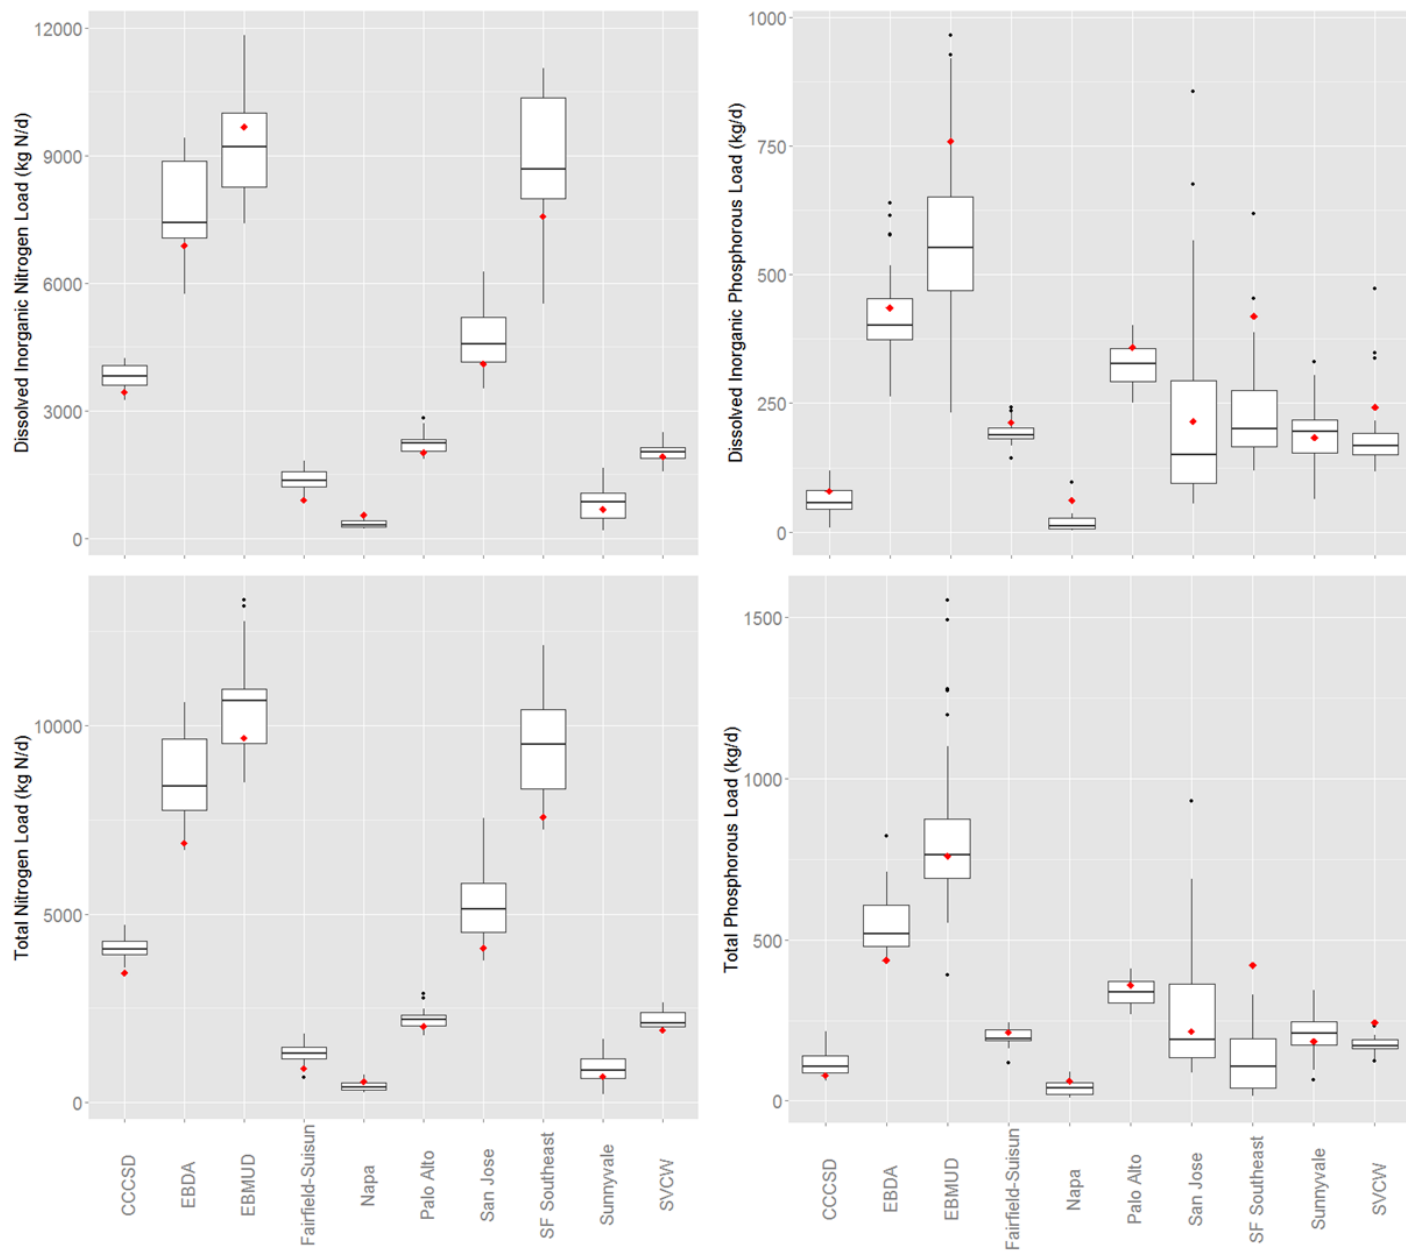 Dissolved Inorganic Nitrogen Load (kg N/d)
12000
9000
6000
3000
0
Dissolved Inorganic Phosphorous Load (kg/d)
1000
750
500
250
0
Total Nitrogen Load (kg N/d)
10000
5000
0
CCCSD
EBDA
EBMUD
Fairfield-Suisun
Napa
Palo Alto
San Jose
SF Southeast
Sunnyvale
SVCW
Total Phosphorous Load (kg/d)
1500
1000
500
0
CCCSD
EBDA
EBMUD
Fairfield-Suisun
Napa
Palo Alto
San Jose
SF Southeast
Sunnyvale
SVCW